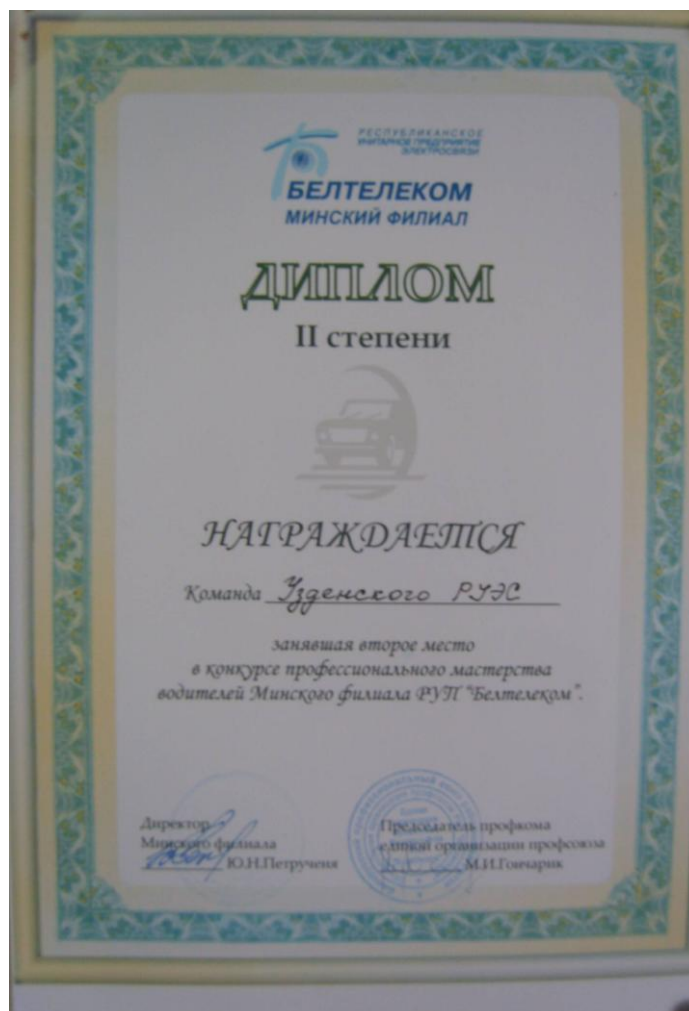 РЕСПУБЛИКАНСКОЕ
УНИТАРНОЕ ПРЕДПРИЯТИЕ
ЭЛЕКТРОСВЯЗИ
БЕЛТЕЛЕКОМ
МИНСКИЙ ФИЛИАЛ
ДИПЛОМ
II степени
НАГРАЖДАЕТСЯ
Команда Узденского РУЭС
занявшая второе место
в конкурсе профессионального мастерства
водителей Минского филиала РУП "Белтелеком".
Директор
Минского филиала
Ю.Н.Петрученя
Председатель профкома
единой организации профсоюза
М.И.Гончарик